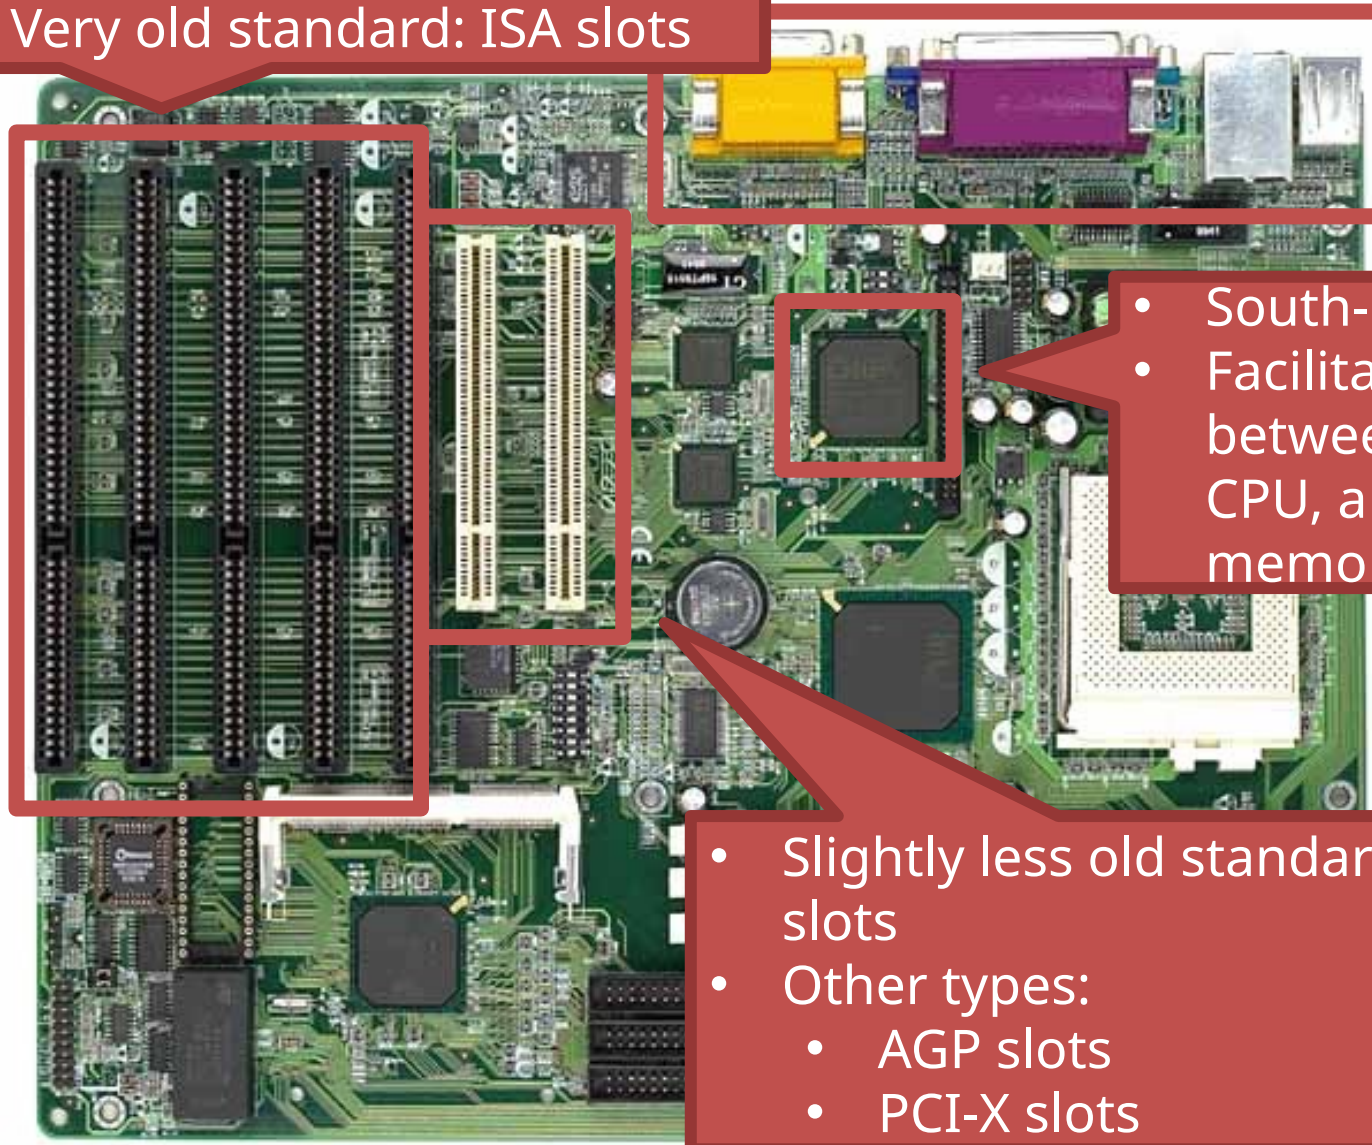 Very old standard: ISA slots
• South-
• Facilita
betwee
CPU, a
memo
• Slightly less old standar
slots
• Other types:
• AGP slots
• PCI-X slots